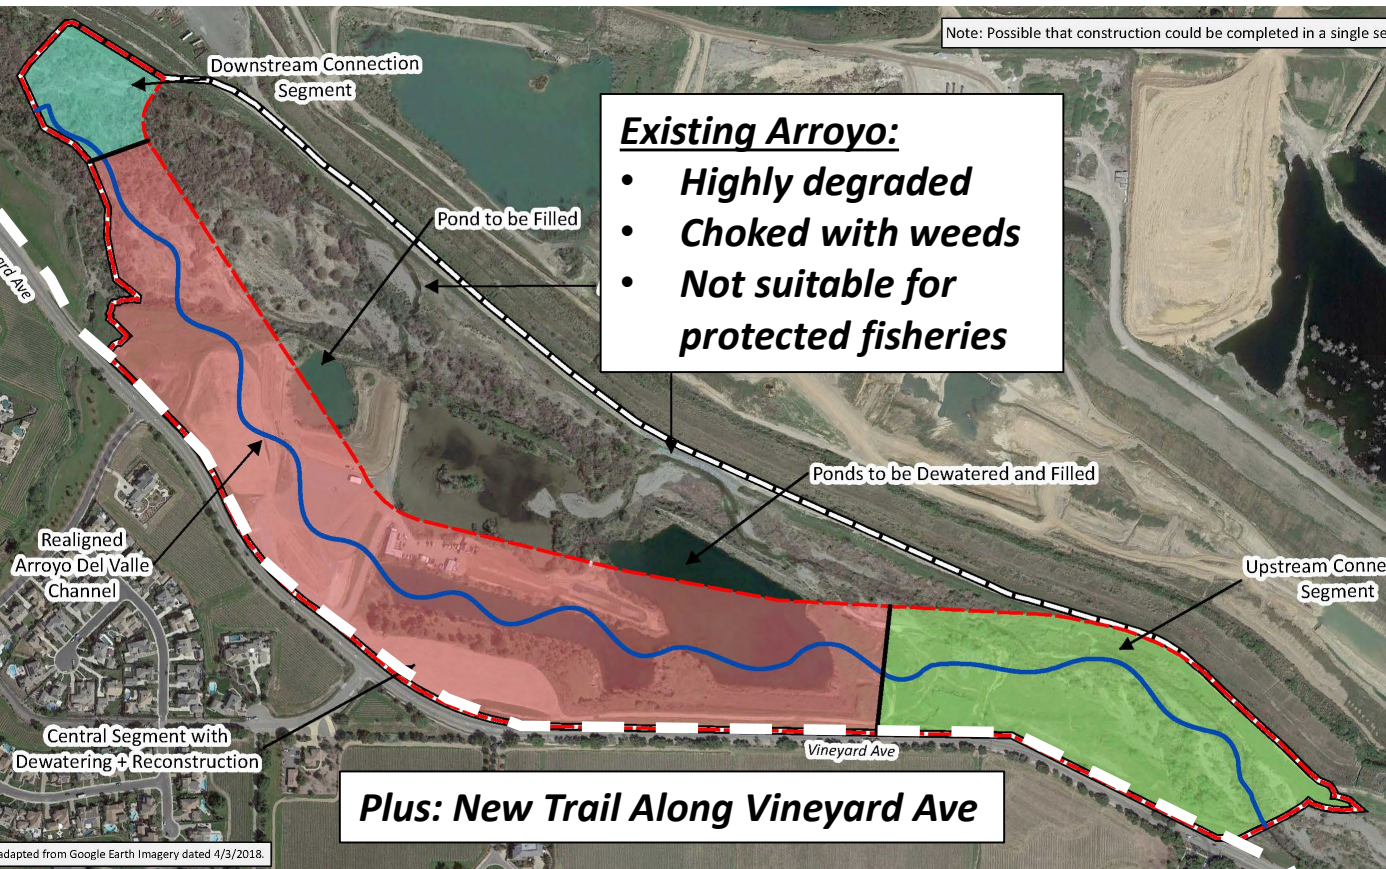 Note: Possible that construction could be completed in a single se
Downstream Connection
Segment
Existing Arroyo:
• Highly degraded
• Choked with weeds
• Not suitable for
protected fisheries
Pond to be Filled
ard Ave
Ponds to be Dewatered and Filled
Realigned
Arroyo Del Valle
Channel
Upstream Conne
Segment
Central Segment with
Dewatering + Reconstruction
Vineyard Ave
Plus: New Trail Along Vineyard Ave
adapted from Google Earth Imagery dated 4/3/2018.